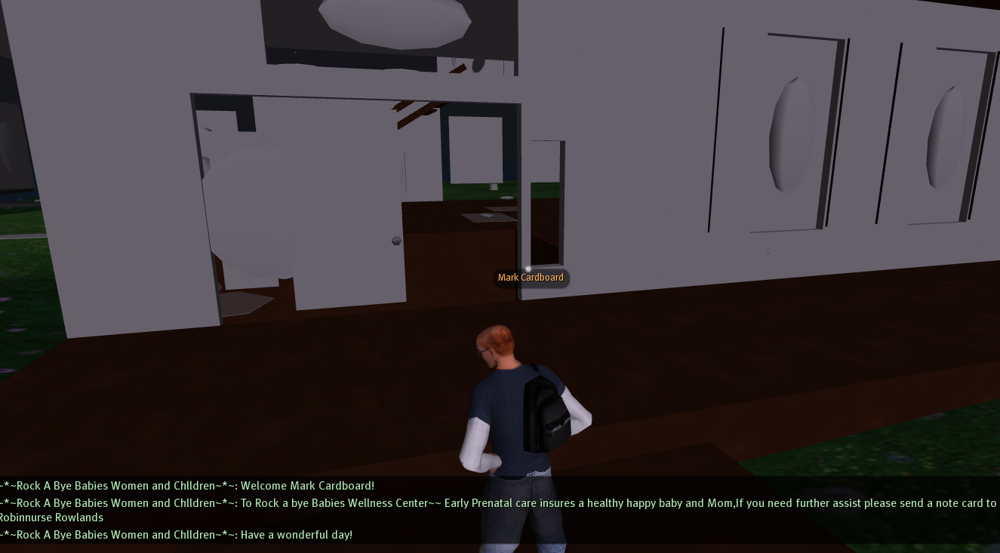 Mark Cardboard
~*~Rock A Bye Babies Women and Chlldren~*~: Welcome Mark Cardboard!
~*~Rock A Bye Babies Women and Chlldren~*~: To Rock a bye Babies Wellness Center~~ Early Prenatal care insures a healthy happy baby and Mom,If you need further assist please send a note card to
Robinnurse Rowlands
~*~Rock A Bye Babies Women and Chlldren~*~: Have a wonderful day!